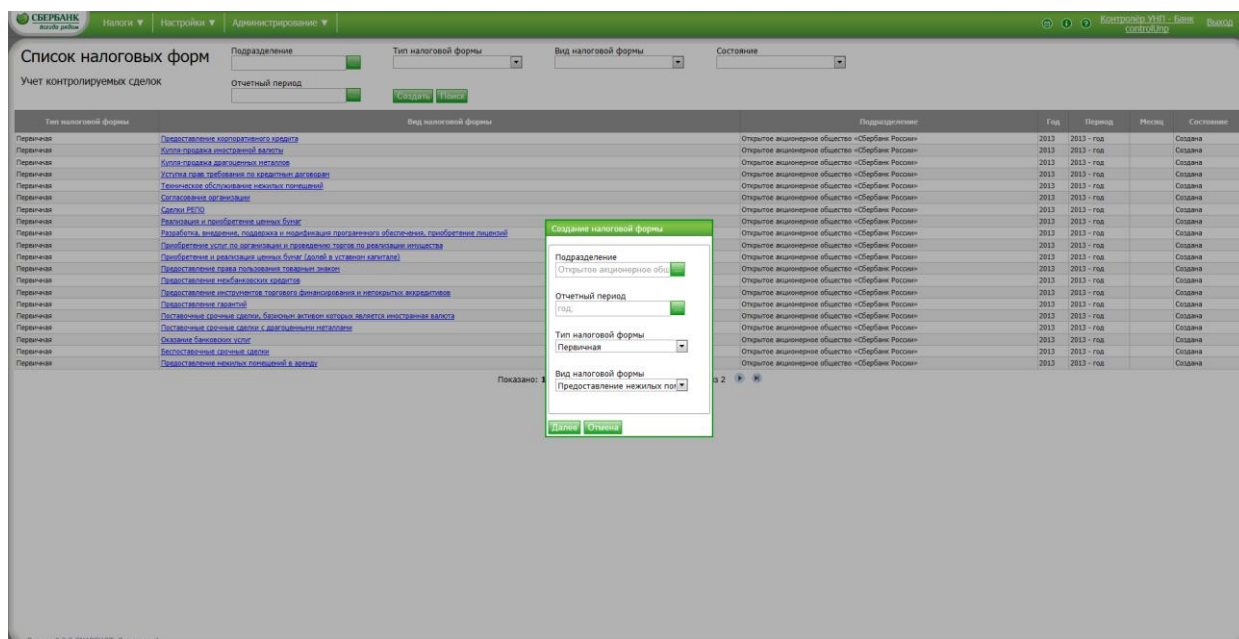 СБЕРБАНК
Всегда рядом
Налоги ▼
Настройки ▼
Администрирование ▼
Контролёр УНП - Банк
controlUnp
Выход
Список налоговых форм
Учет контролируемых сделок
Подразделение
Тип налоговой формы
Вид налоговой формы
Состояние
Отчетный период
Создать Поиск
Тип налоговой формы Вид налоговой формы Подразделение Год Период Месяц Состояние
Первичная Предоставление корпоративного кредита Открытое акционерное общество «Сбербанк России» 2013 2013 - год Создана
Первичная Купля-продажа иностранной валюты Открытое акционерное общество «Сбербанк России» 2013 2013 - год Создана
Первичная Купля-продажа драгоценных металлов Открытое акционерное общество «Сбербанк России» 2013 2013 - год Создана
Первичная Уступка прав требования по кредитным договорам Открытое акционерное общество «Сбербанк России» 2013 2013 - год Создана
Первичная Техническое обслуживание нежилых помещений Открытое акционерное общество «Сбербанк России» 2013 2013 - год Создана
Первичная Согласование организации Открытое акционерное общество «Сбербанк России» 2013 2013 - год Создана
Первичная Сделки РЕПО Открытое акционерное общество «Сбербанк России» 2013 2013 - год Создана
Первичная Реализация и приобретение ценных бумаг Открытое акционерное общество «Сбербанк России» 2013 2013 - год Создана
Первичная Разработка, внедрение, поддержка и модификация программного обеспечения, приобретение лицензий Открытое акционерное общество «Сбербанк России» 2013 2013 - год Создана
Первичная Приобретение услуг по организации и проведению торгов по реализации имущества Открытое акционерное общество «Сбербанк России» 2013 2013 - год Создана
Первичная Приобретение и реализация ценных бумаг (долей в уставном капитале) Открытое акционерное общество «Сбербанк России» 2013 2013 - год Создана
Первичная Предоставление права пользования товарным знаком Открытое акционерное общество «Сбербанк России» 2013 2013 - год Создана
Первичная Предоставление межбанковских кредитов Открытое акционерное общество «Сбербанк России» 2013 2013 - год Создана
Первичная Предоставление инструментов торгового финансирования и непокрытых аккредитивов Открытое акционерное общество «Сбербанк России» 2013 2013 - год Создана
Первичная Предоставление гарантий Открытое акционерное общество «Сбербанк России» 2013 2013 - год Создана
Первичная Поставочные срочные сделки, базисным активом которых является иностранная валюта Открытое акционерное общество «Сбербанк России» 2013 2013 - год Создана
Первичная Поставочные срочные сделки с драгоценными металлами Открытое акционерное общество «Сбербанк России» 2013 2013 - год Создана
Первичная Оказание банковских услуг Открытое акционерное общество «Сбербанк России» 2013 2013 - год Создана
Первичная Беспоставочные срочные сделки Открытое акционерное общество «Сбербанк России» 2013 2013 - год Создана
Первичная Предоставление нежилых помещений в аренду Открытое акционерное общество «Сбербанк России» 2013 2013 - год Создана
Показано: 1
из 2
Создание налоговой формы
Подразделение
Открытое акционерное общ
Отчетный период
год,
Тип налоговой формы
Первичная
Вид налоговой формы
Предоставление нежилых пом
Далее Отмена